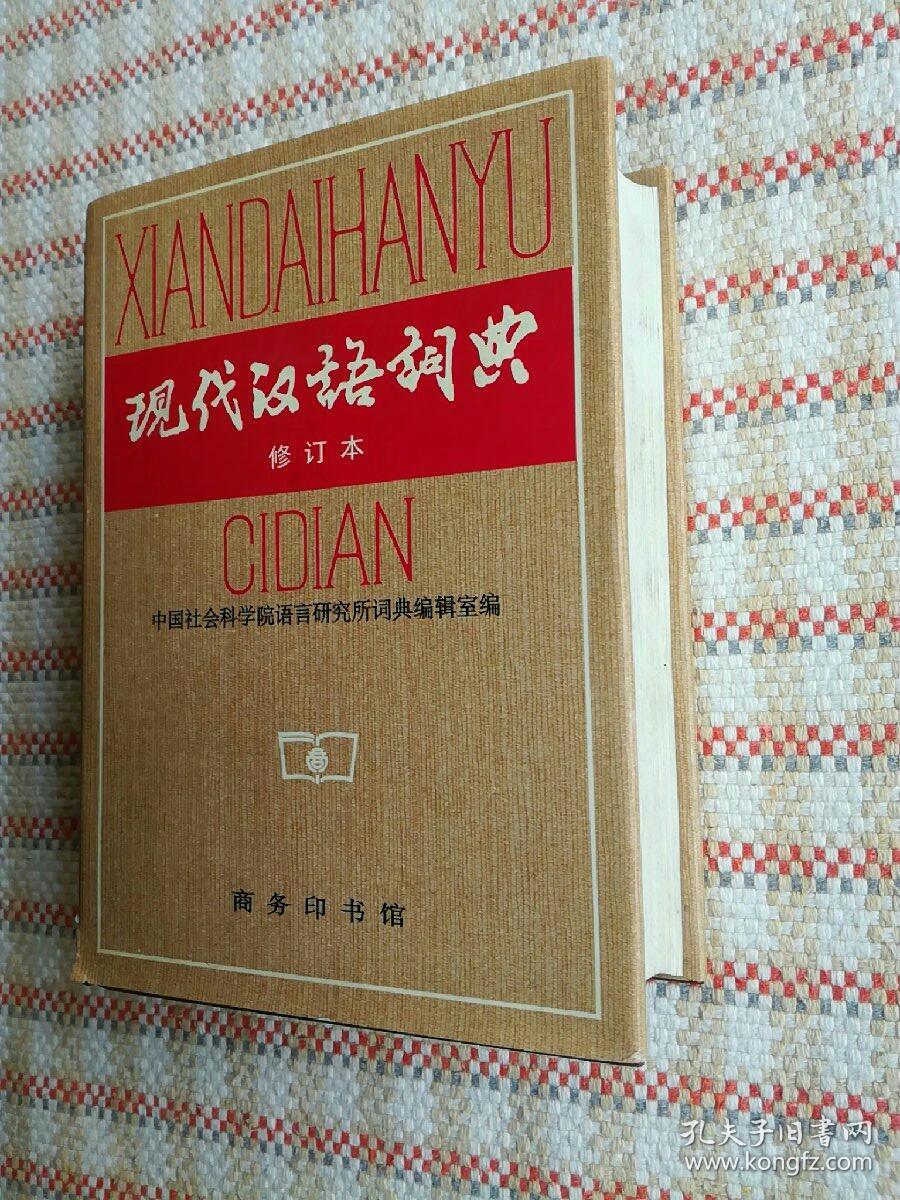 XIANDAIHANYU
现代汉语词典
修订本
CIDIAN
中国社会科学院语言研究所词典编辑室编
商务印书馆
孔夫子旧書网
www.kongfz.com